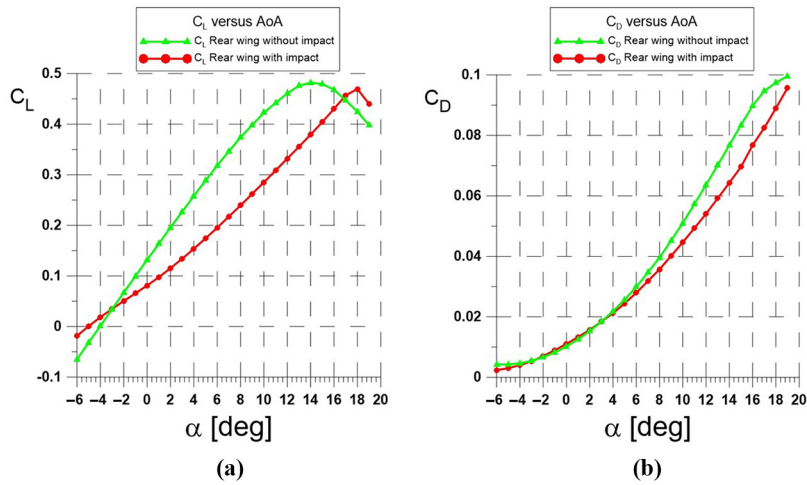 C_L versus AoA
C_L Rear wing without impact
C_L Rear wing with impact
0.5
0.4
0.3
0.2
0.1
0
-0.1
C_L
−6 −4 −2 0 2 4 6 8 10 12 14 16 18 20
α [deg]
(a)
C_D versus AoA
C_D Rear wing without impact
C_D Rear wing with impact
0.1
0.08
0.06
0.04
0.02
0
C_D
−6 −4 −2 0 2 4 6 8 10 12 14 16 18 20
α [deg]
(b)